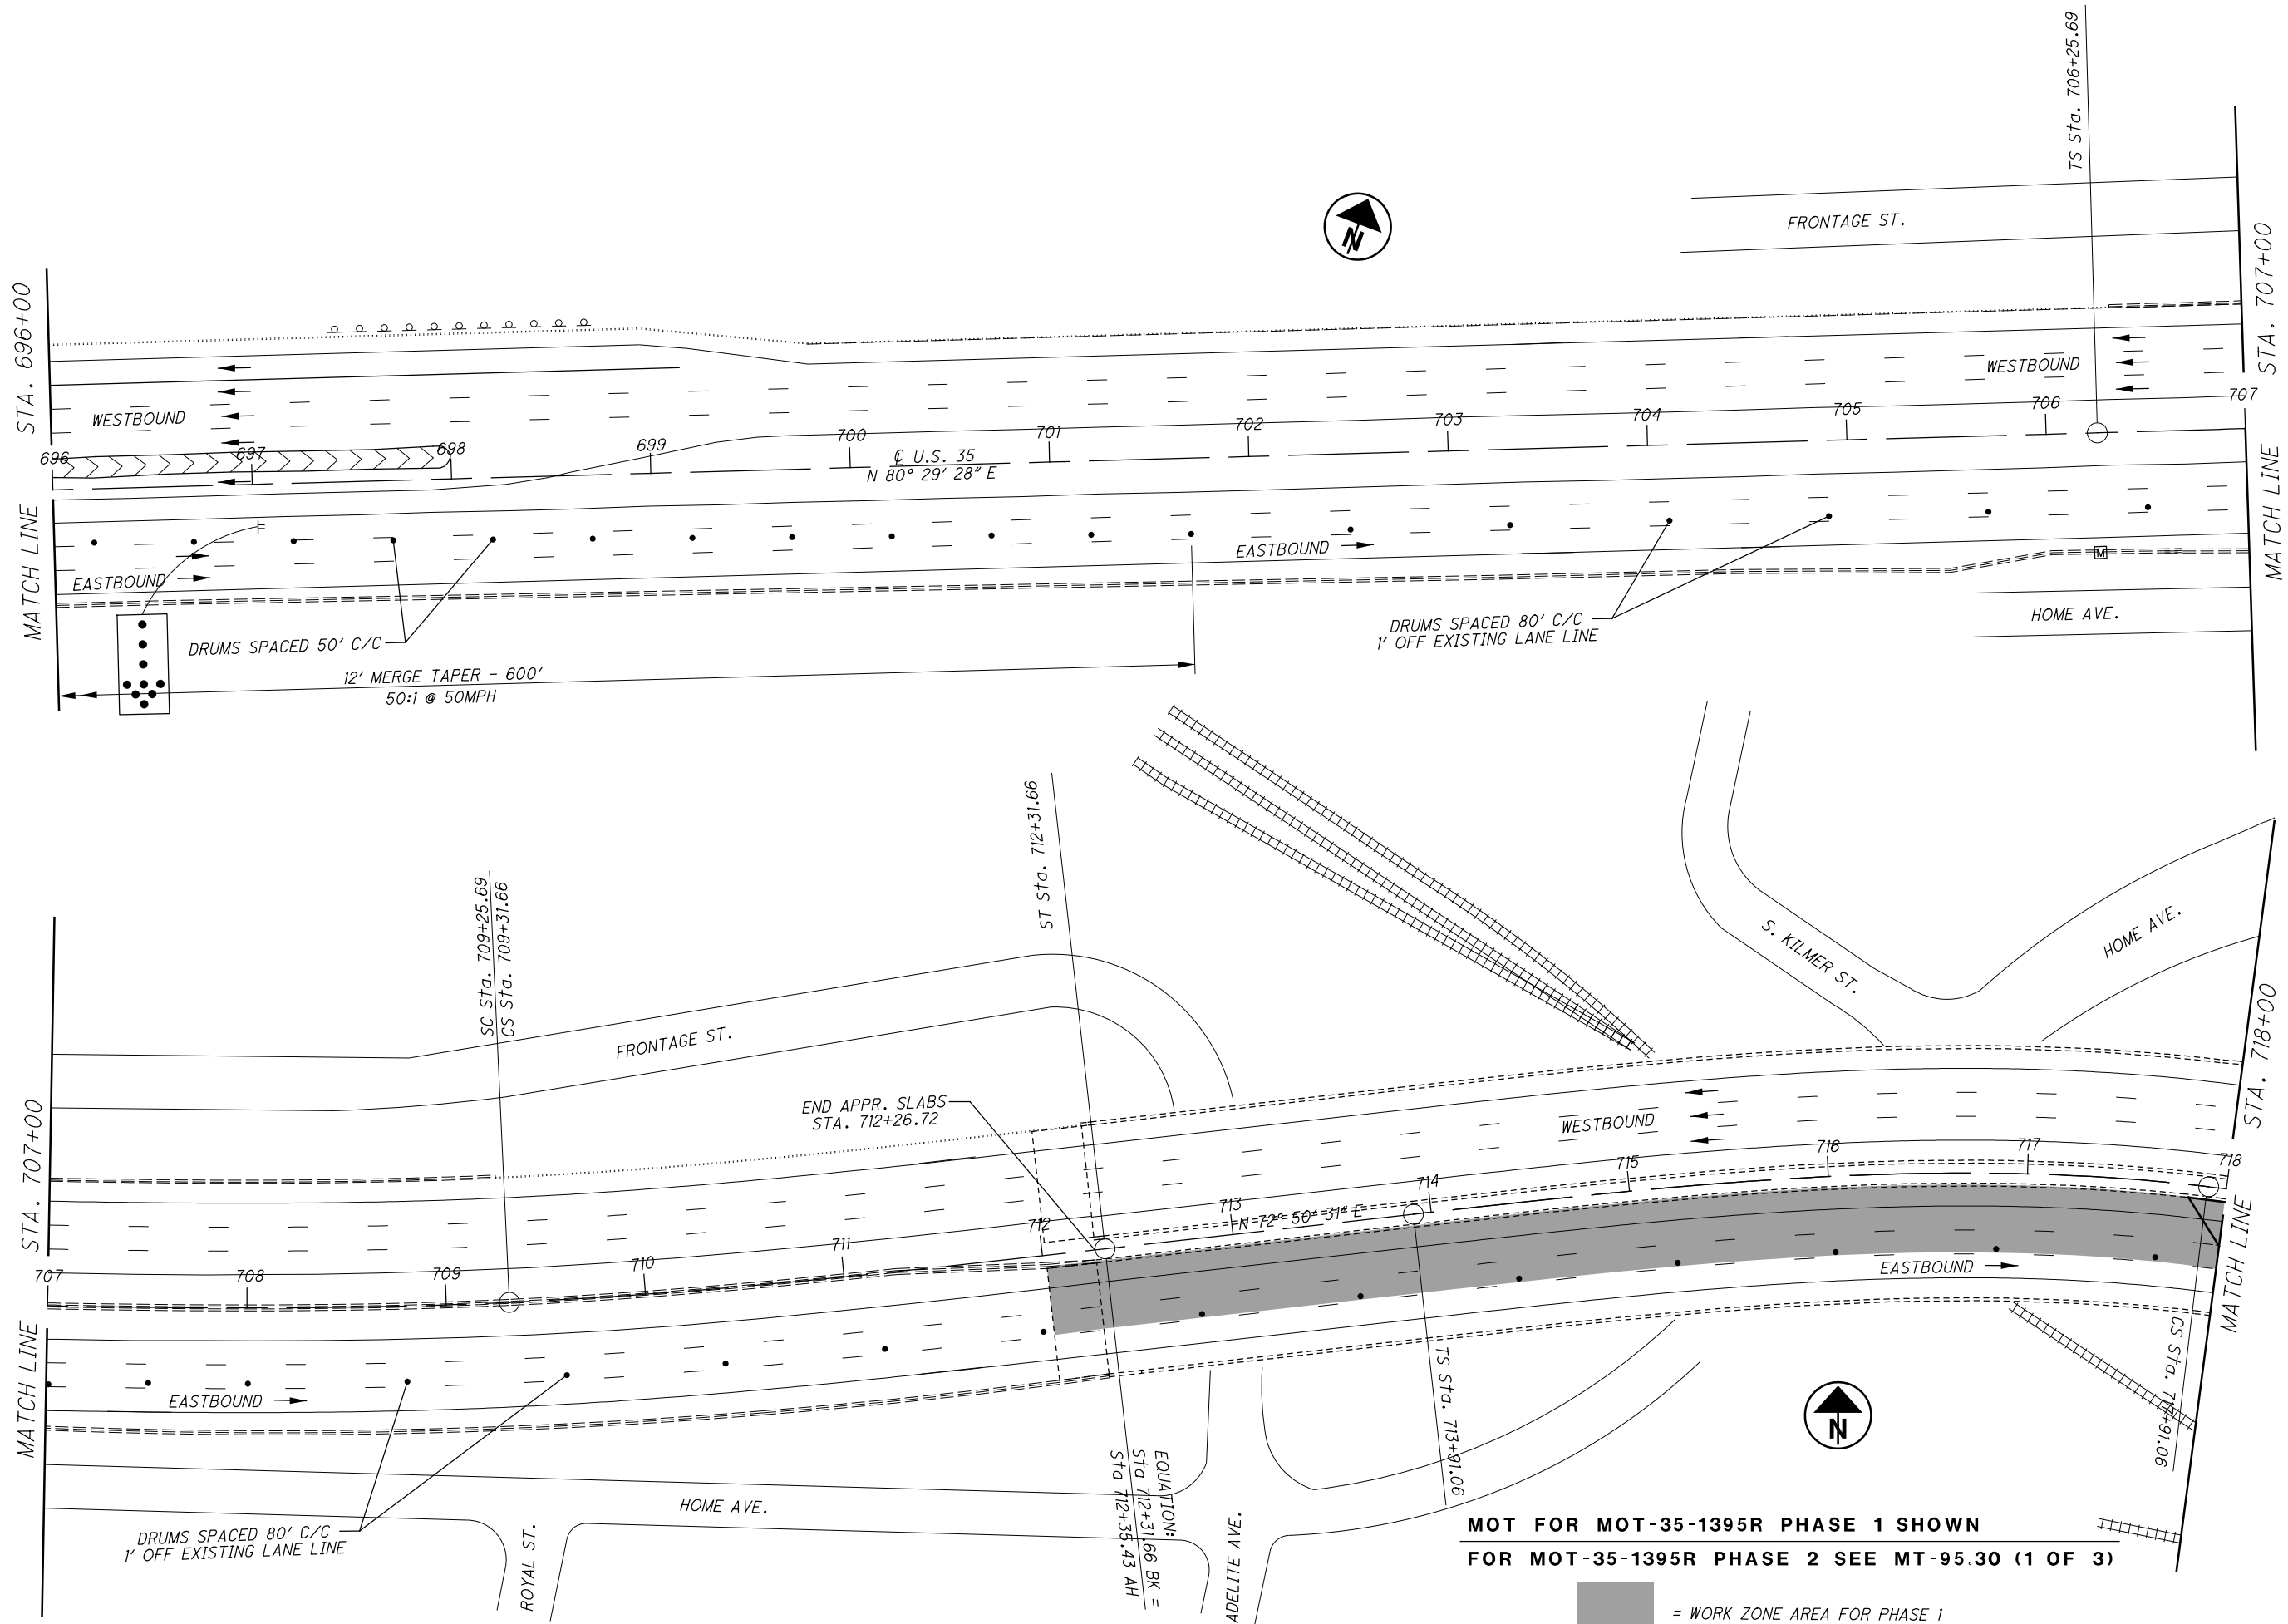 TS Sta. 706+25.69
N
FRONTAGE ST.
STA. 696+00
STA. 707+00
WESTBOUND
WESTBOUND
696
697
698
699
700
701
702
703
704
705
706
707
℄ U.S. 35
N 80° 29' 28" E
MATCH LINE
MATCH LINE
EASTBOUND
EASTBOUND
M
DRUMS SPACED 50' C/C
DRUMS SPACED 80' C/C
1' OFF EXISTING LANE LINE
HOME AVE.
12' MERGE TAPER - 600'
50:1 @ 50MPH
ST Sta. 712+31.66
SC Sta. 709+25.69
CS Sta. 709+31.66
S. KILMER ST.
HOME AVE.
FRONTAGE ST.
STA. 707+00
STA. 718+00
END APPR. SLABS
STA. 712+26.72
WESTBOUND
707
708
709
710
711
712
713
714
715
716
717
718
N 72° 50' 31" E
MATCH LINE
MATCH LINE
EASTBOUND
EASTBOUND
TS Sta. 713+91.06
CS Sta. 717+91.06
N
EQUATION:
Sta 712+31.66 BK =
Sta 712+35.43 AH
HOME AVE.
DRUMS SPACED 80' C/C
1' OFF EXISTING LANE LINE
ROYAL ST.
ADELITE AVE.
MOT FOR MOT-35-1395R PHASE 1 SHOWN
FOR MOT-35-1395R PHASE 2 SEE MT-95.30 (1 OF 3)
= WORK ZONE AREA FOR PHASE 1